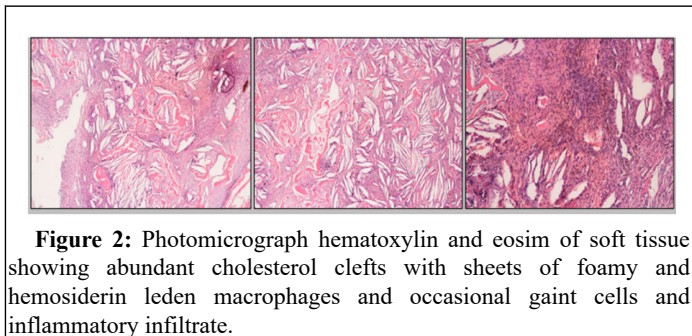 Figure 2: Photomicrograph hematoxylin and eosim of soft tissue
showing abundant cholesterol clefts with sheets of foamy and
hemosiderin leden macrophages and occasional gaint cells and
inflammatory infiltrate.